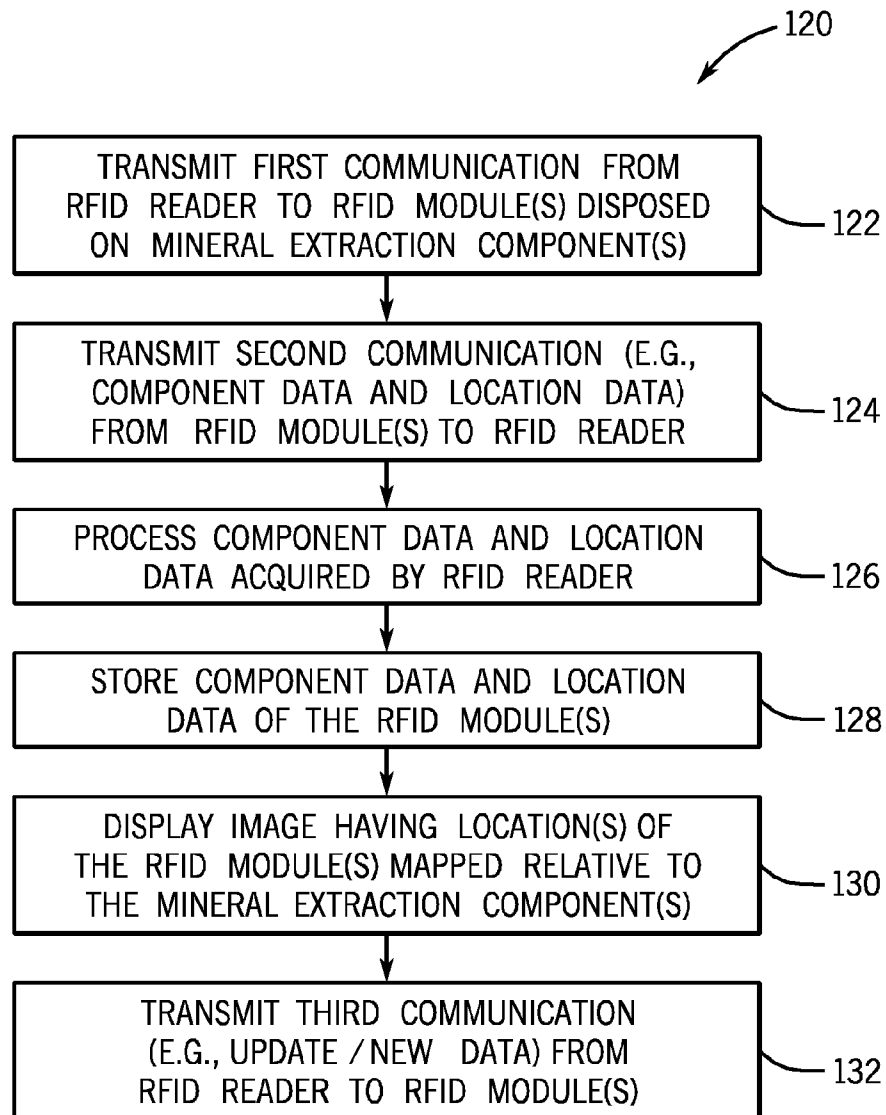 120
TRANSMIT FIRST COMMUNICATION FROM
RFID READER TO RFID MODULE(S) DISPOSED
ON MINERAL EXTRACTION COMPONENT(S)
122
TRANSMIT SECOND COMMUNICATION (E.G.,
COMPONENT DATA AND LOCATION DATA)
FROM RFID MODULE(S) TO RFID READER
124
PROCESS COMPONENT DATA AND LOCATION
DATA ACQUIRED BY RFID READER
126
STORE COMPONENT DATA AND LOCATION
DATA OF THE RFID MODULE(S)
128
DISPLAY IMAGE HAVING LOCATION(S) OF
THE RFID MODULE(S) MAPPED RELATIVE TO
THE MINERAL EXTRACTION COMPONENT(S)
130
TRANSMIT THIRD COMMUNICATION
(E.G., UPDATE / NEW DATA) FROM
RFID READER TO RFID MODULE(S)
132